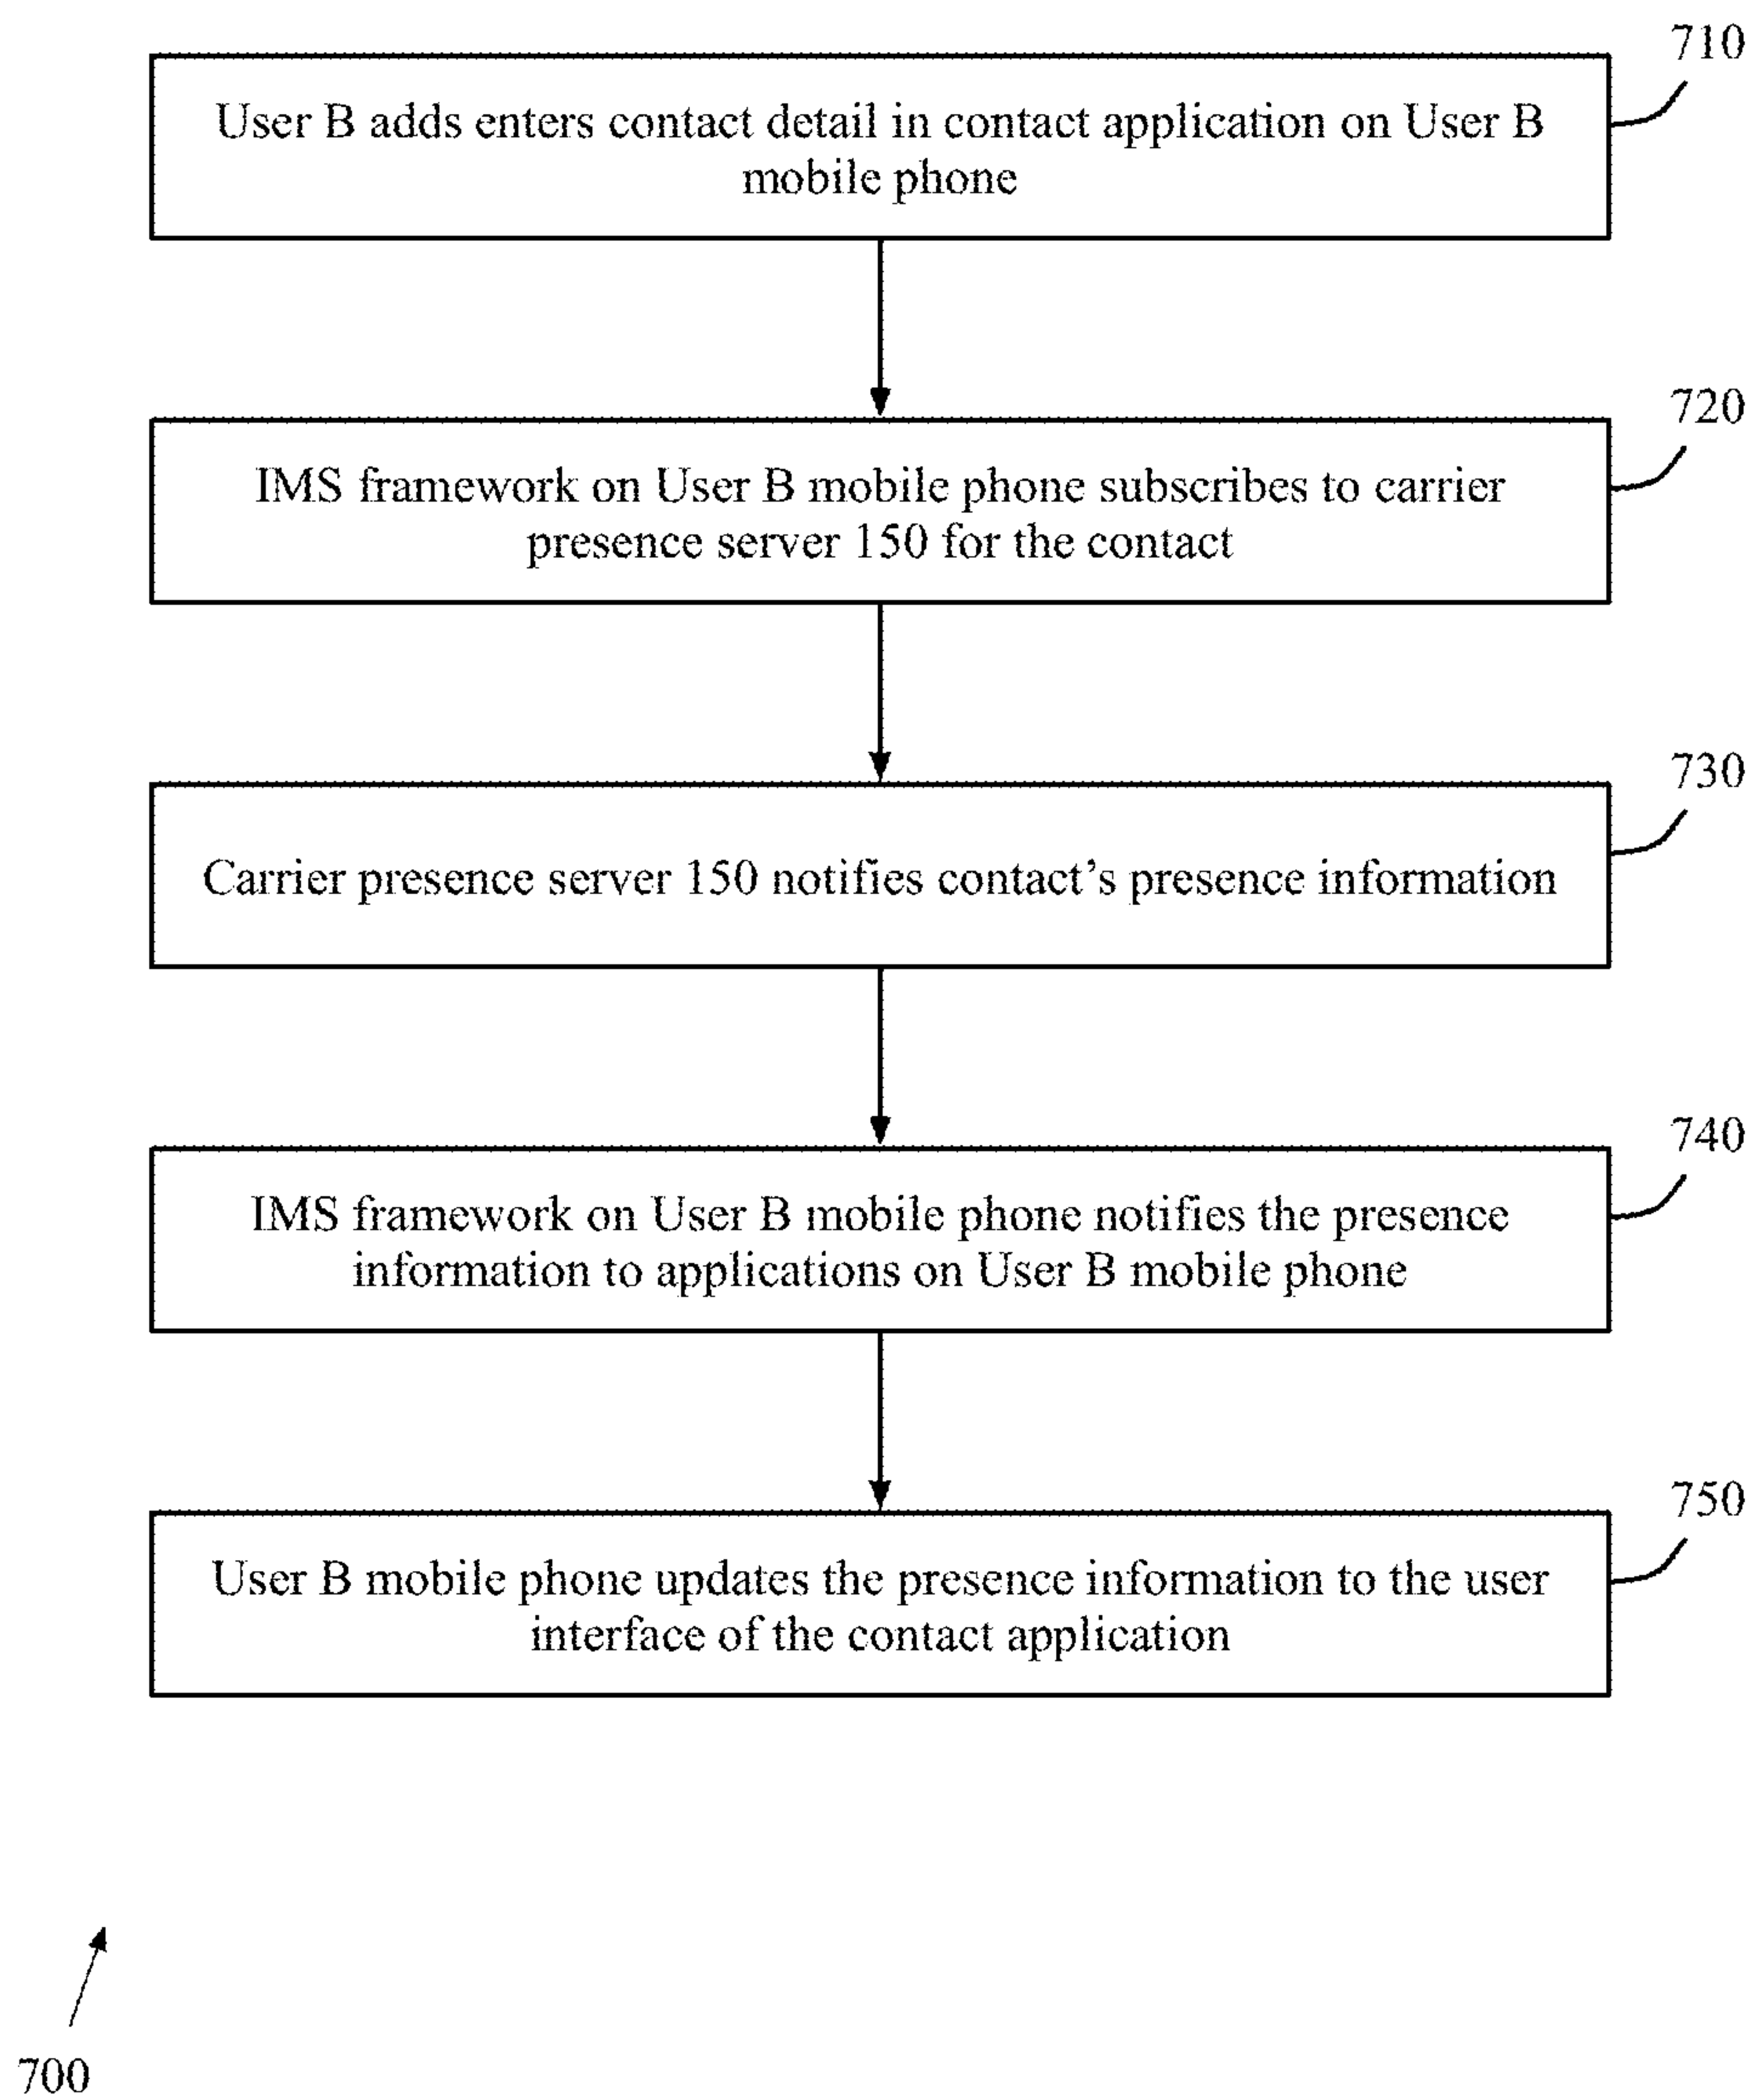 710
User B adds enters contact detail in contact application on User B
mobile phone
720
IMS framework on User B mobile phone subscribes to carrier
presence server 150 for the contact
730
Carrier presence server 150 notifies contact’s presence information
740
IMS framework on User B mobile phone notifies the presence
information to applications on User B mobile phone
750
User B mobile phone updates the presence information to the user
interface of the contact application
700